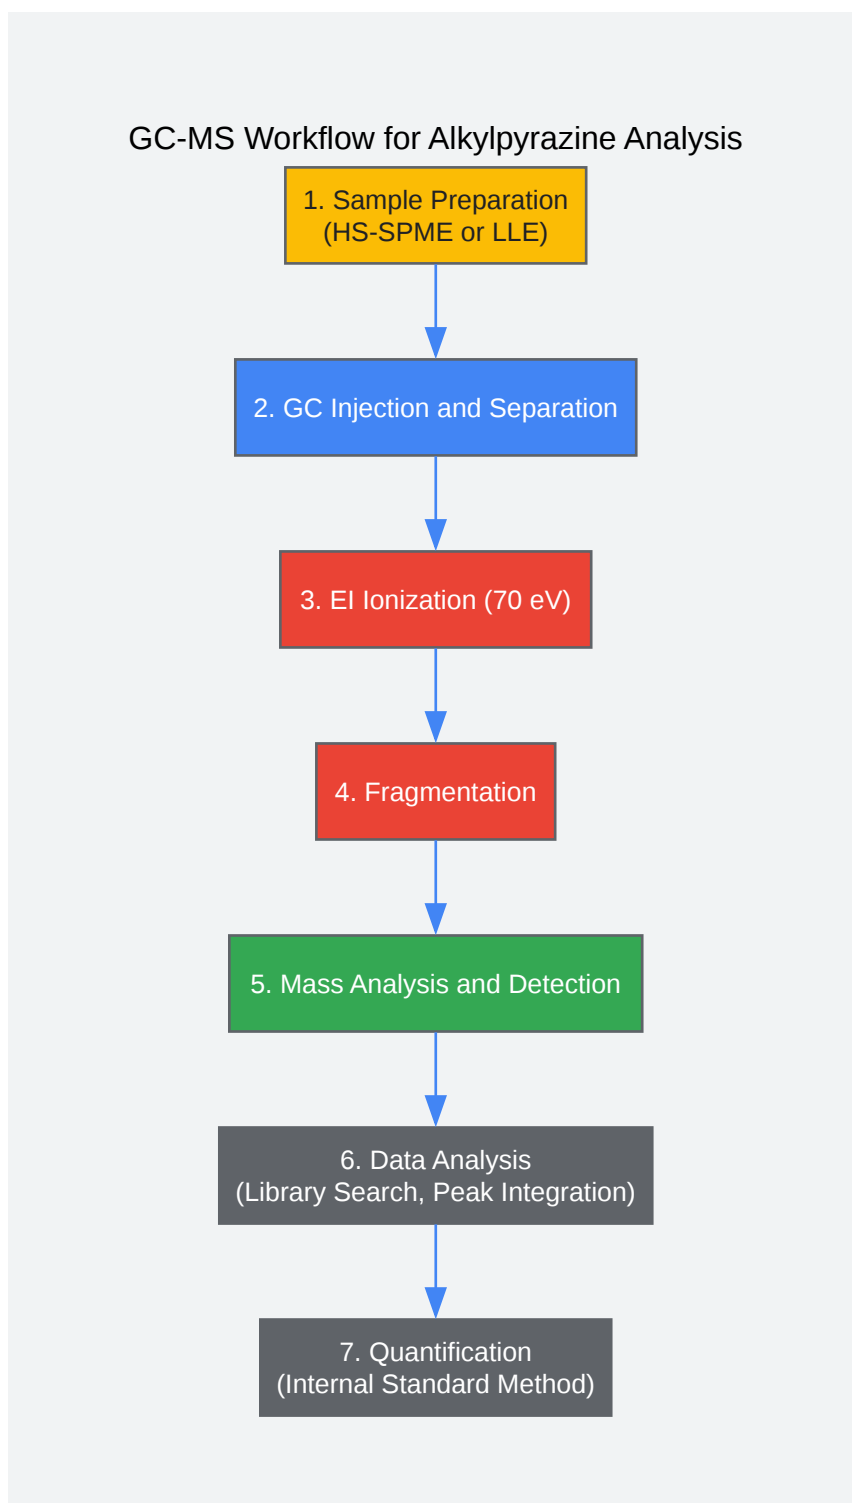 GC-MS Workflow for Alkylpyrazine Analysis
1. Sample Preparation
(HS-SPME or LLE)
2. GC Injection and Separation
3. EI Ionization (70 eV)
4. Fragmentation
5. Mass Analysis and Detection
6. Data Analysis
(Library Search, Peak Integration)
7. Quantification
(Internal Standard Method)